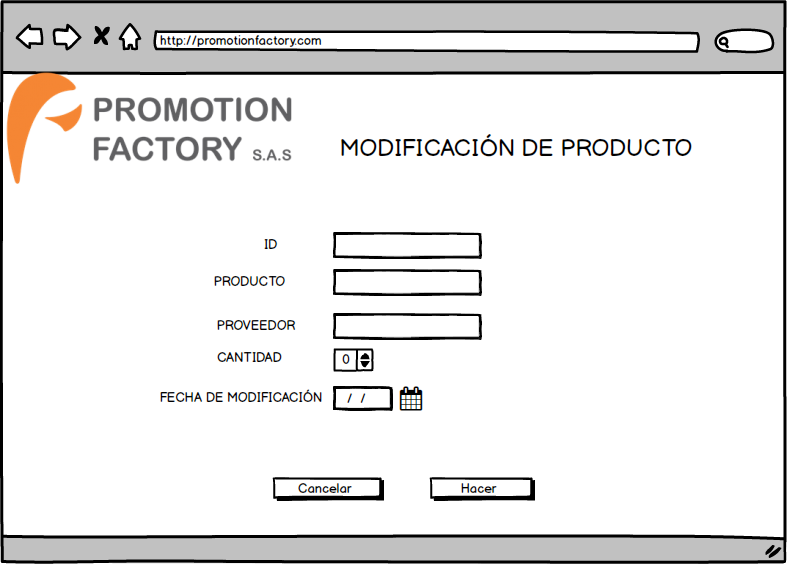 http://promotionfactory.com
PROMOTION
FACTORY S.A.S
MODIFICACIÓN DE PRODUCTO
ID
PRODUCTO
PROVEEDOR
CANTIDAD 0
FECHA DE MODIFICACIÓN / /
Cancelar Hacer